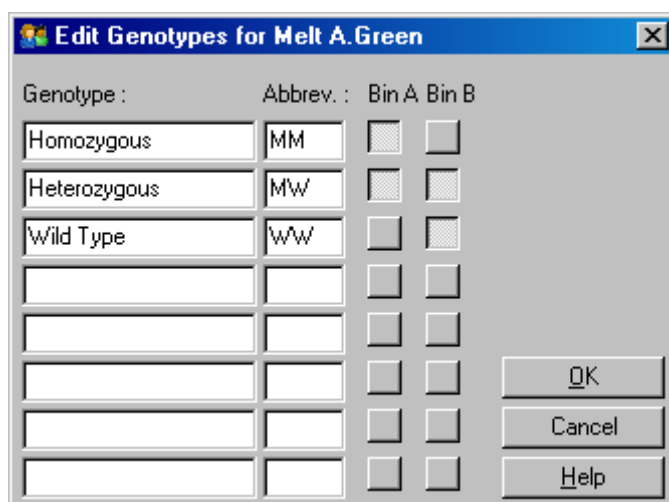 Edit Genotypes for Melt A.Green
Genotype : Abbrev. : Bin A Bin B
Homozygous MM
Heterozygous MW
Wild Type WW
OK
Cancel
Help